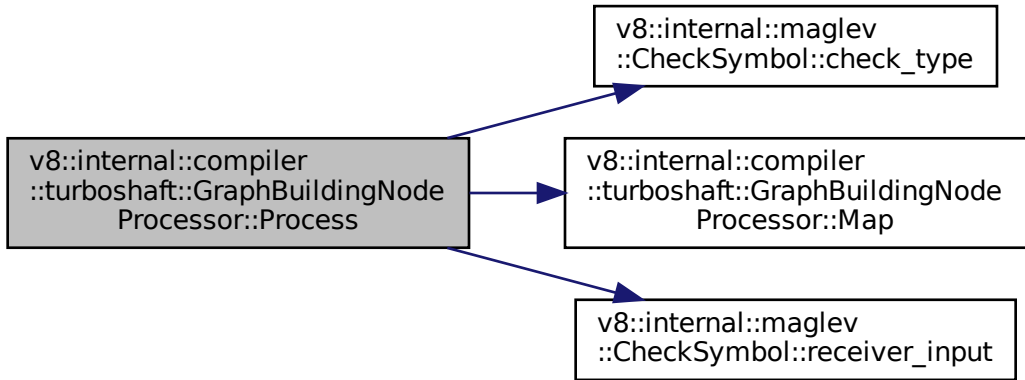 v8::internal::compiler
::turboshaft::GraphBuildingNode
Processor::Process
v8::internal::maglev
::CheckSymbol::check_type
v8::internal::compiler
::turboshaft::GraphBuildingNode
Processor::Map
v8::internal::maglev
::CheckSymbol::receiver_input